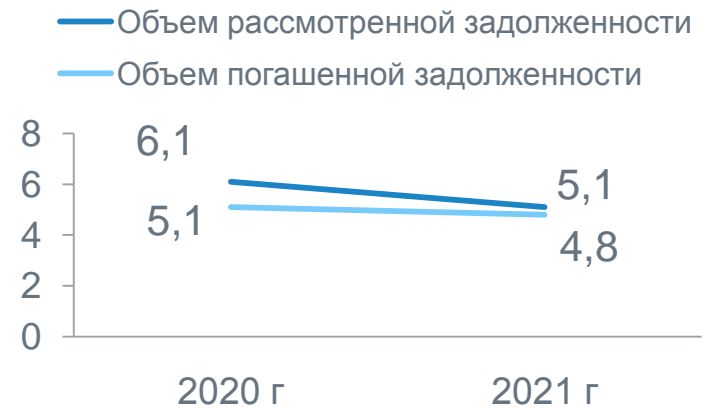 Объем рассмотренной задолженности
Объем погашенной задолженности
8
6
4
2
0
6,1
5,1
5,1
4,8
2020 г
2021 г